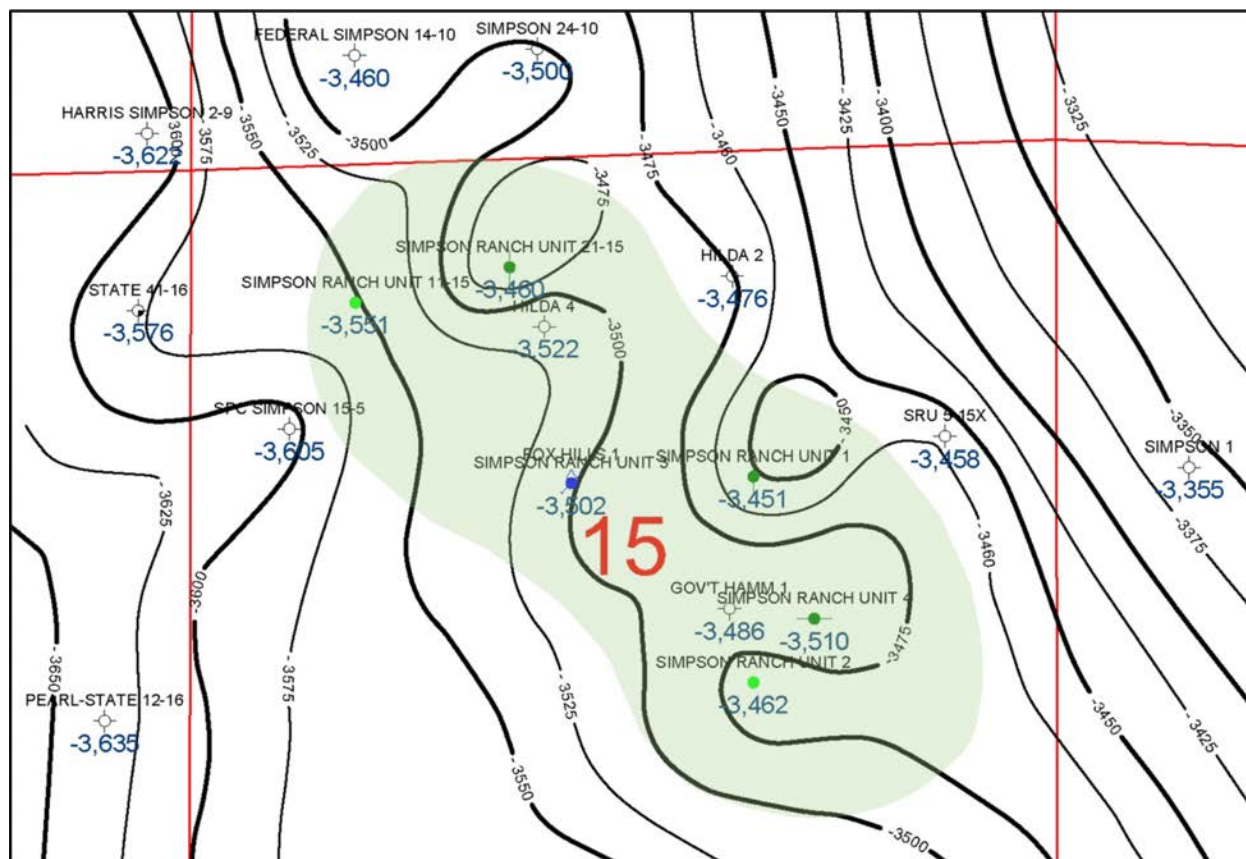 FEDERAL SIMPSON 14-10
-3,460
SIMPSON 24-10
-3,500
HARRIS SIMPSON 2-9
-3,622
-3575
-3550
-3525
-3500
-3475
-3460
-3450
-3425
-3400
-3325
-3475
SIMPSON RANCH UNIT 21-15
-3,460
SIMPSON RANCH UNIT 11-15
-3,551
HILDA 2
-3,476
STATE 41-16
-3,576
HILDA 4
-3,522
-3500
SPC SIMPSON 15-5
-3,605
FOX HILLS 1
SIMPSON RANCH UNIT 3
-3,502
SIMPSON RANCH UNIT 1
-3,451
SRU 5-15X
-3,458
SIMPSON 1
-3,355
-3350
-3375
-3625
15
-3460
-3600
GOV'T HAMM 1
-3,486
SIMPSON RANCH UNIT 4
-3,510
-3475
SIMPSON RANCH UNIT 2
-3,462
-3650
PEARL-STATE 12-16
-3,635
-3575
-3525
-3550
-3450
-3425
-3500